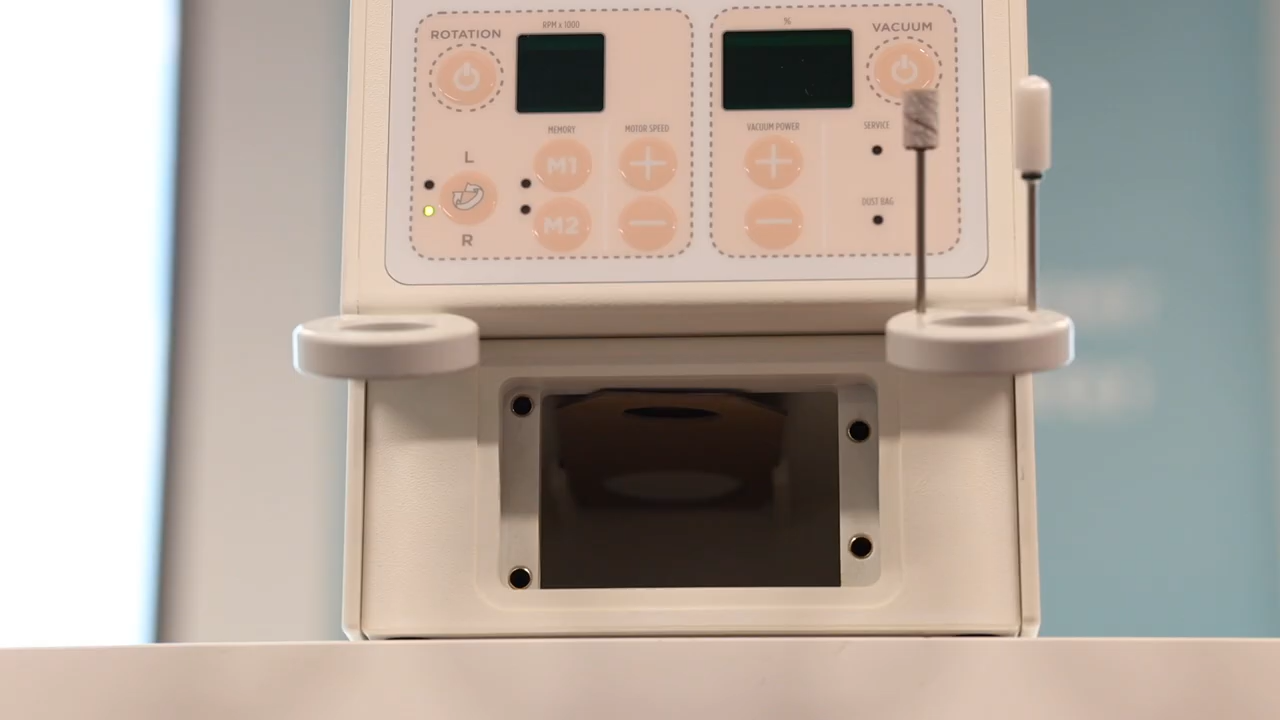 ROTATION
RPM x 1000
L
R
MEMORY
M1
M2
MOTOR SPEED
%
VACUUM
VACUUM POWER
SERVICE
DUST BAG